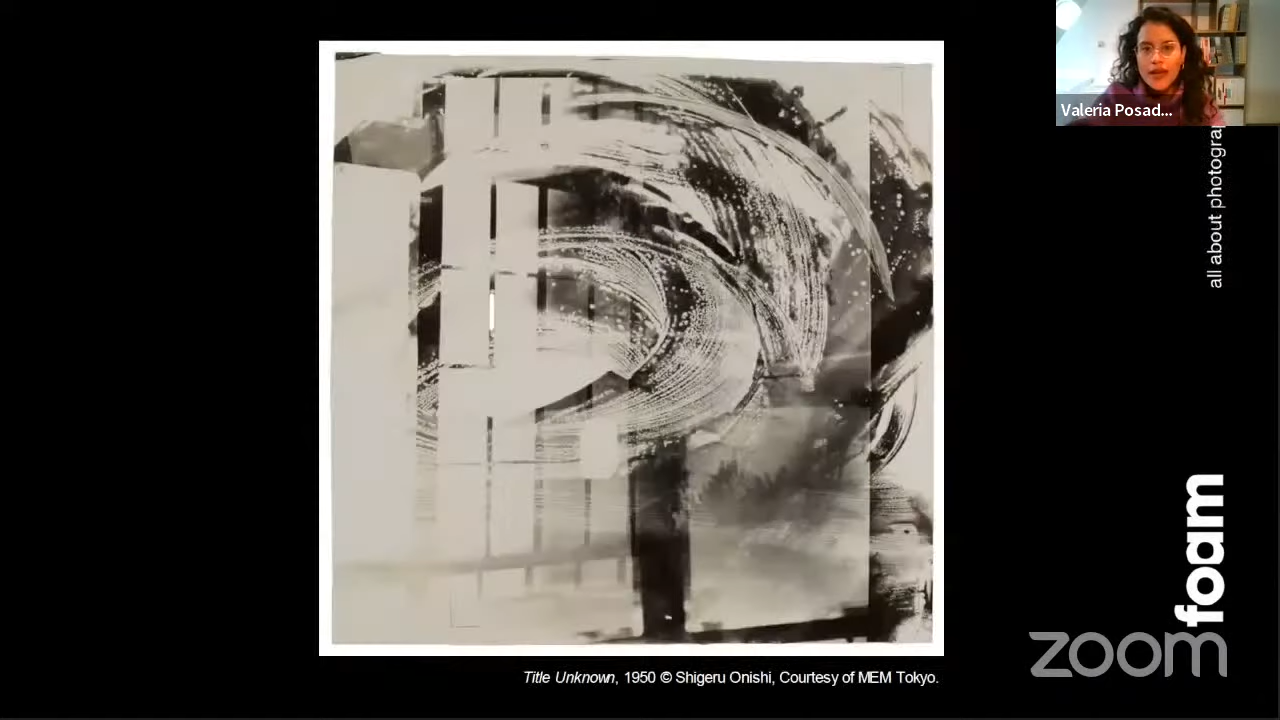 Valeria Posad...
all about photogra
foam
zoom
Title Unknown, 1950 © Shigeru Onishi, Courtesy of MEM Tokyo.